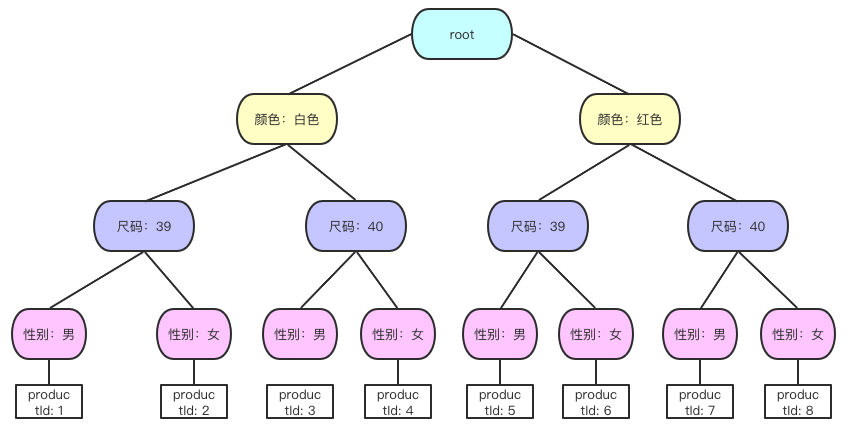 root
颜色：白色
颜色：红色
尺码：39
尺码：40
尺码：39
尺码：40
性别：男
性别：女
性别：男
性别：女
性别：男
性别：女
性别：男
性别：女
produc
tId: 1
produc
tId: 2
produc
tId: 3
produc
tId: 4
produc
tId: 5
produc
tId: 6
produc
tId: 7
produc
tId: 8